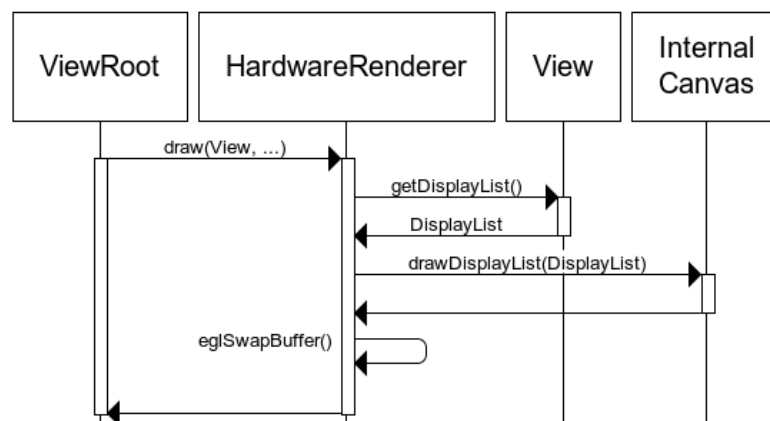 ViewRoot
HardwareRenderer
View
Internal
Canvas
draw(View, ...)
getDisplayList()
DisplayList
drawDisplayList(DisplayList)
eglSwapBuffer()